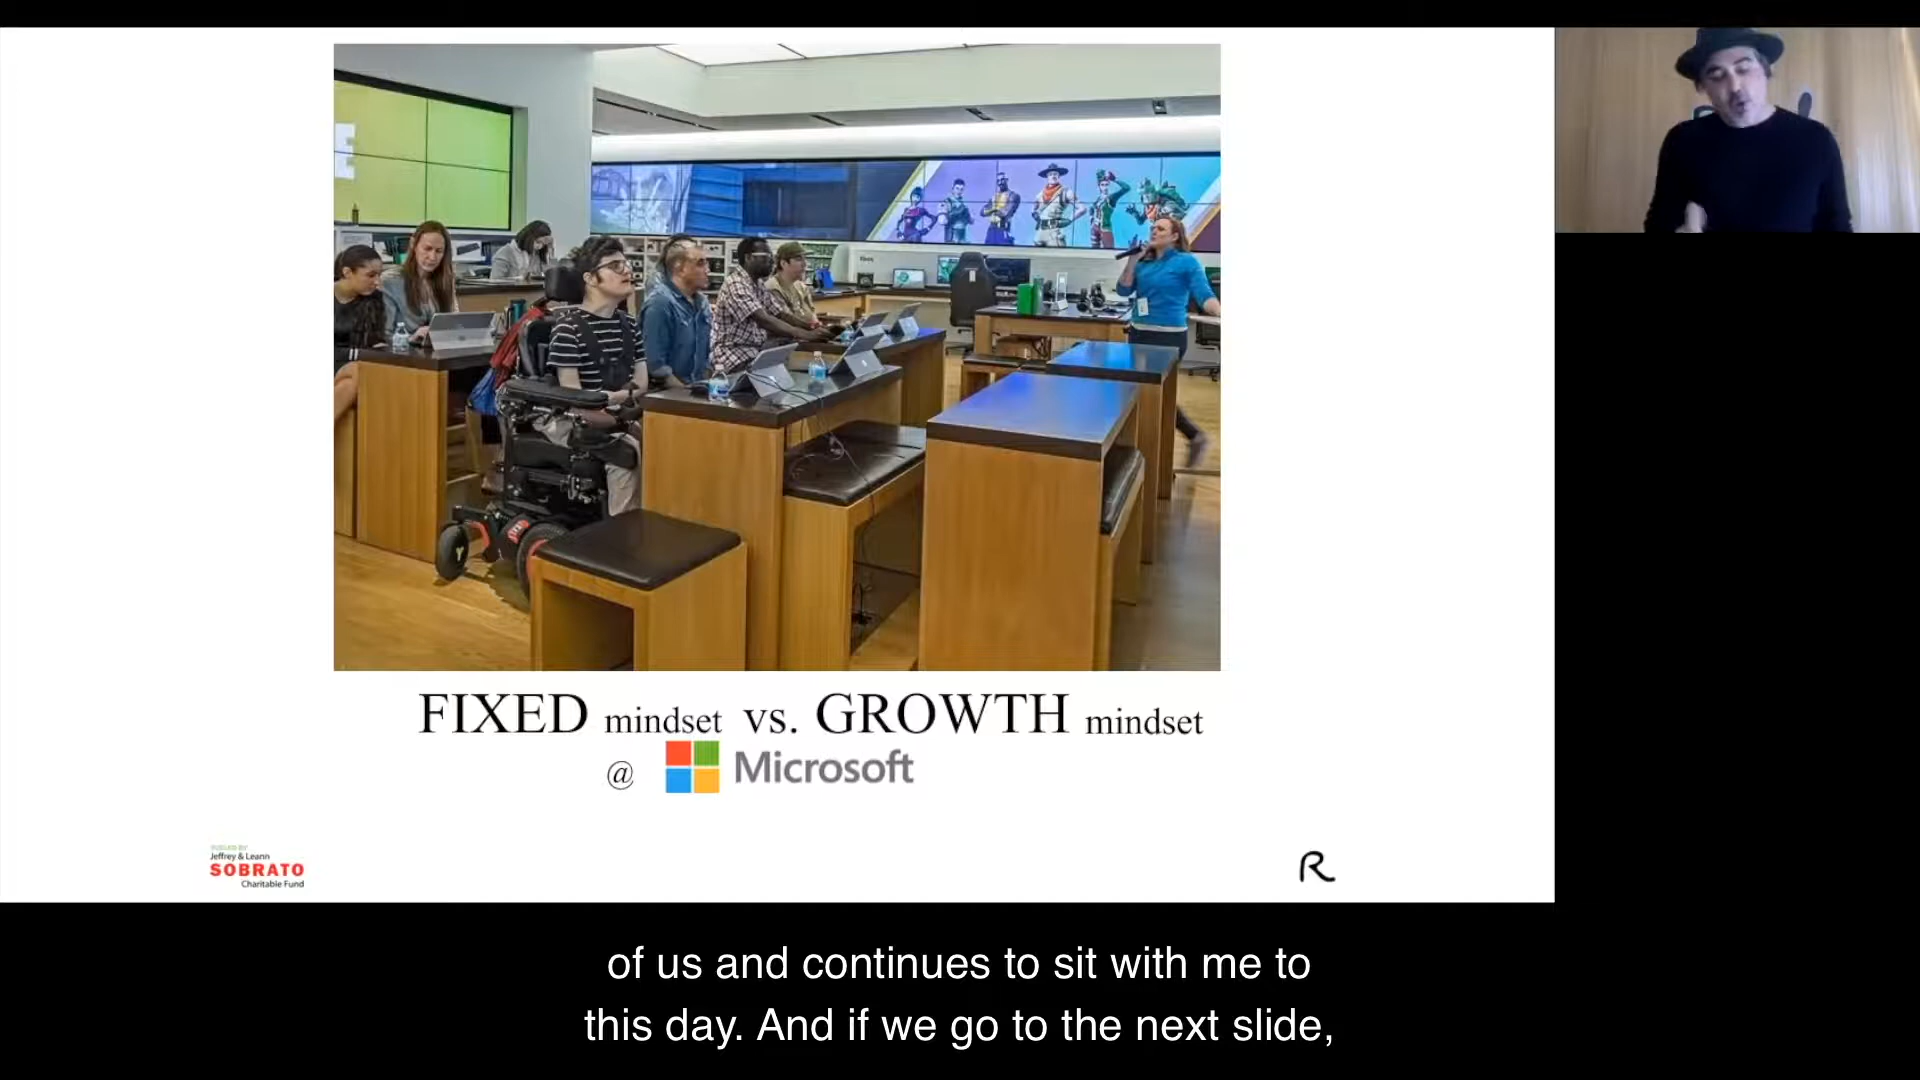 FIXED mindset vs. GROWTH mindset
@ Microsoft
FUELED BY
Jeffrey & Leann
SOBRATO
Charitable Fund
R
of us and continues to sit with me to
this day. And if we go to the next slide,